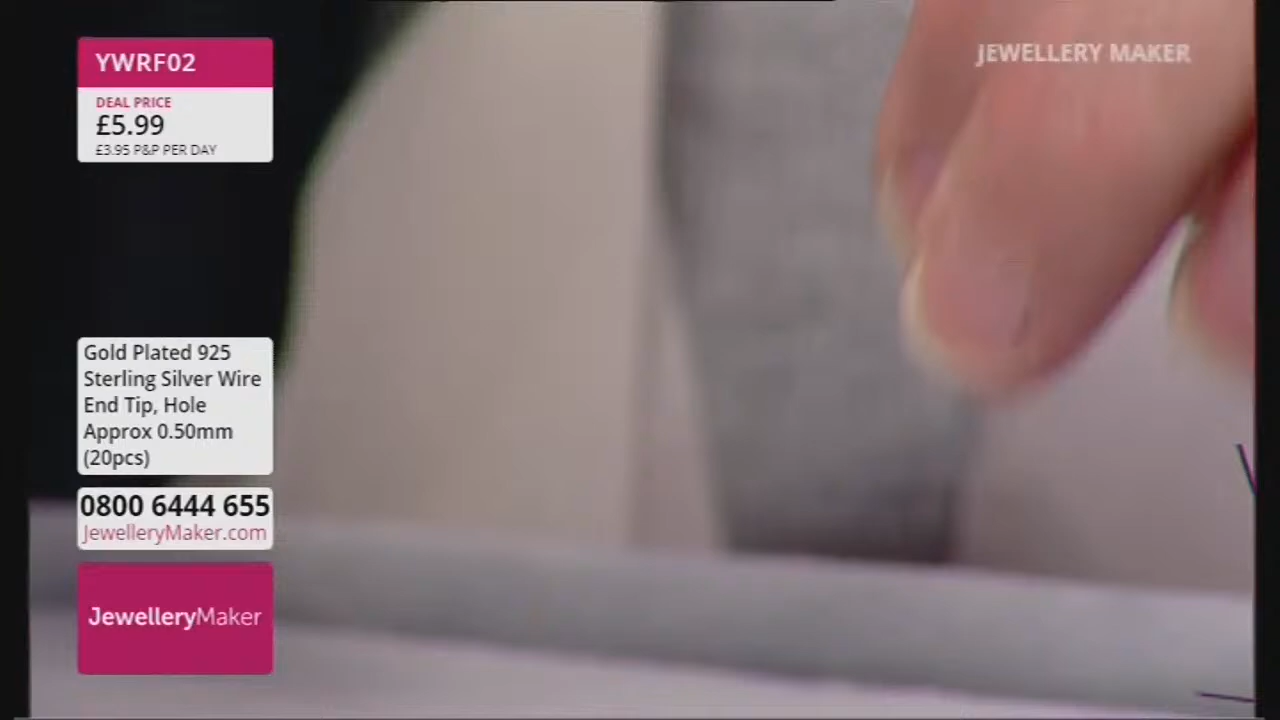 YWRF02
DEAL PRICE
£5.99
£3.95 P&P PER DAY
JEWELLERY MAKER
Gold Plated 925
Sterling Silver Wire
End Tip, Hole
Approx 0.50mm
(20pcs)
0800 6444 655
JewelleryMaker.com
JewelleryMaker